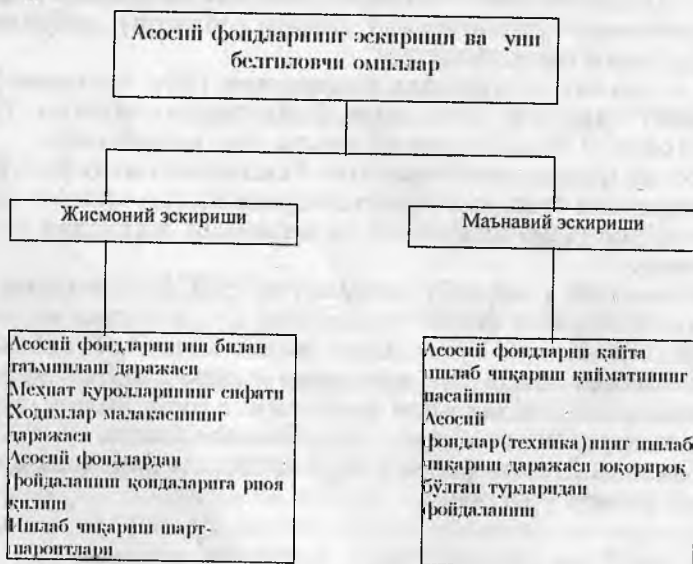 Асосий фондларнинг эскириши ва уни
белгиловчи омиллар
Жисмоний эскириши
Маънавий эскириши
Асосий фондларни иш билан
таъминлаш даражаси
Меҳнат қуролларининг сифати
Ходимлар малакасининг
даражаси
Асосий фондлардан
фойдаланиш қоидаларига риоя
қилиш
Ишлаб чиқариш шарт-
шароитлари
Асосий фондларни қайта
ишлаб чиқариш қийматининг
пасайиши
Асосий
фондлар(техника)нинг ишлаб
чиқариш даражаси юқорироқ
бўлган турларидан
фойдаланиш